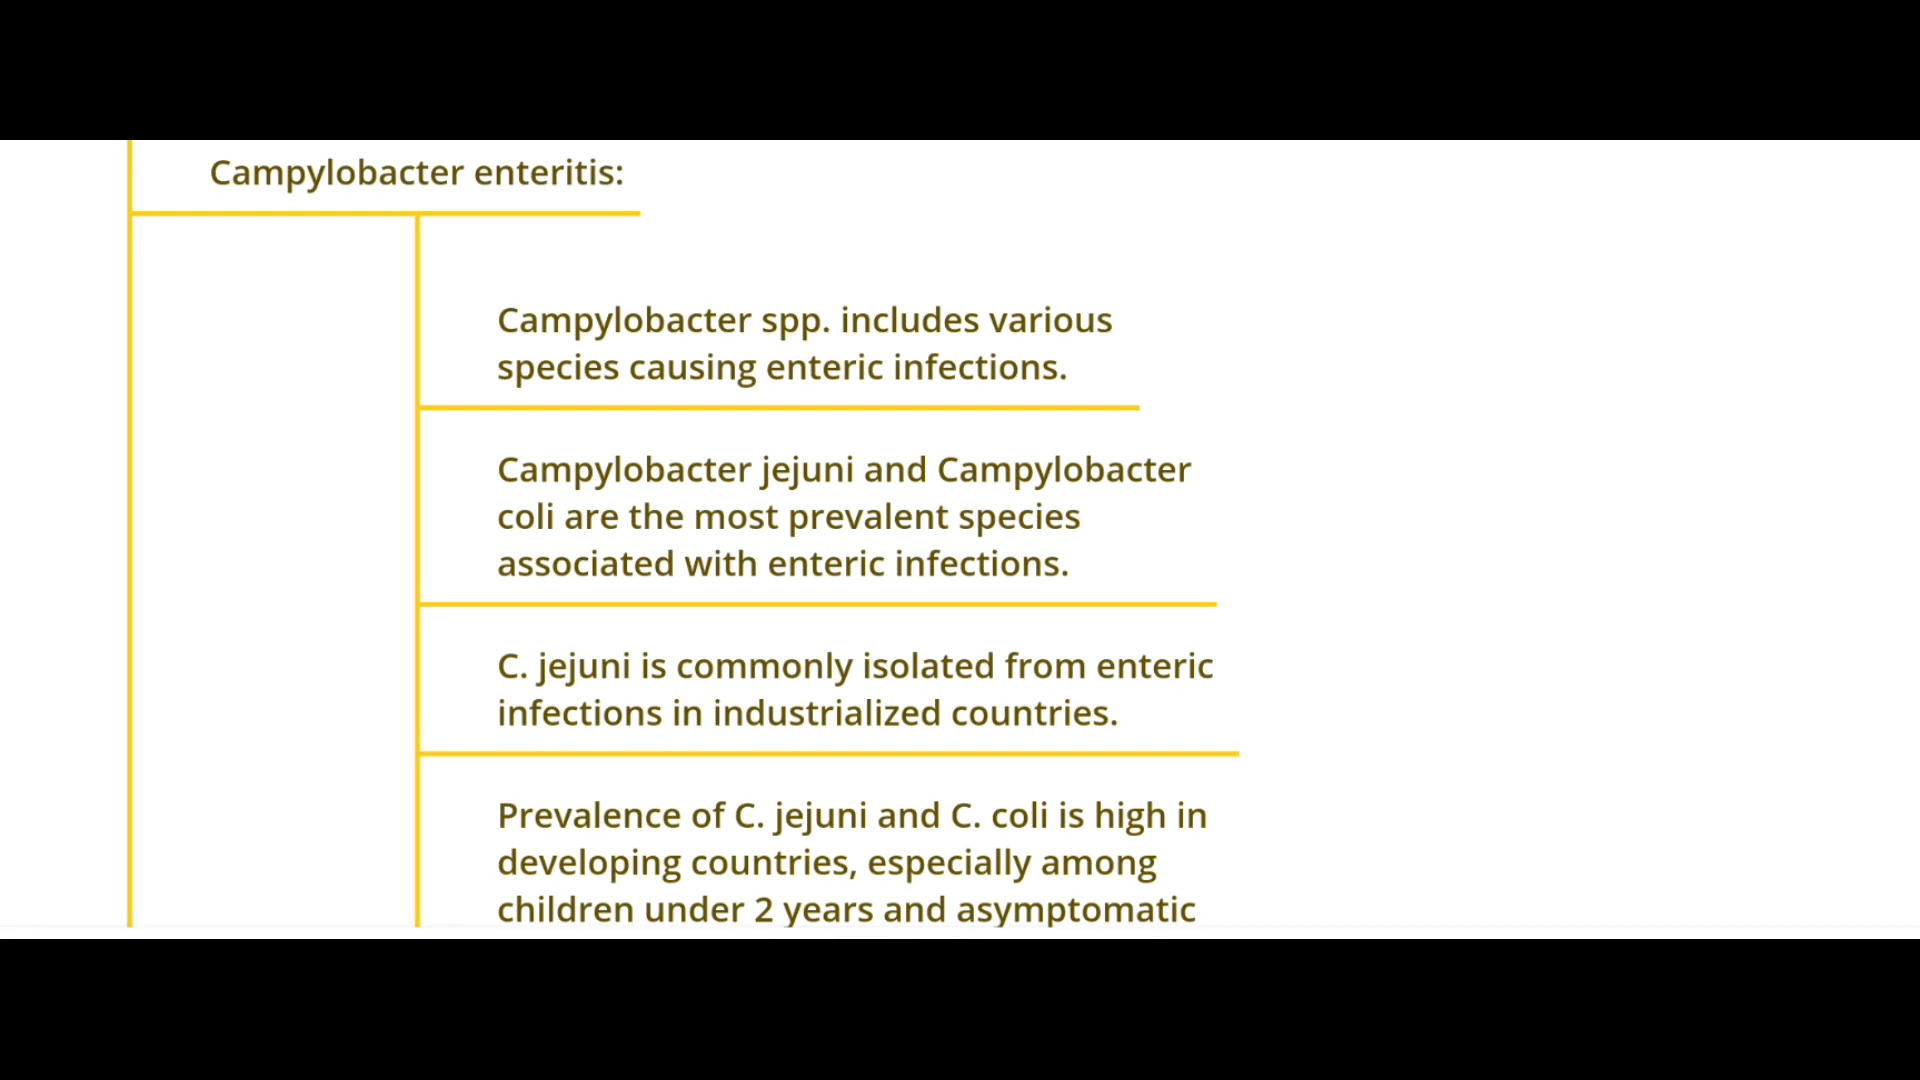 Campylobacter enteritis:
Campylobacter spp. includes various
species causing enteric infections.
Campylobacter jejuni and Campylobacter
coli are the most prevalent species
associated with enteric infections.
C. jejuni is commonly isolated from enteric
infections in industrialized countries.
Prevalence of C. jejuni and C. coli is high in
developing countries, especially among
children under 2 years and asymptomatic